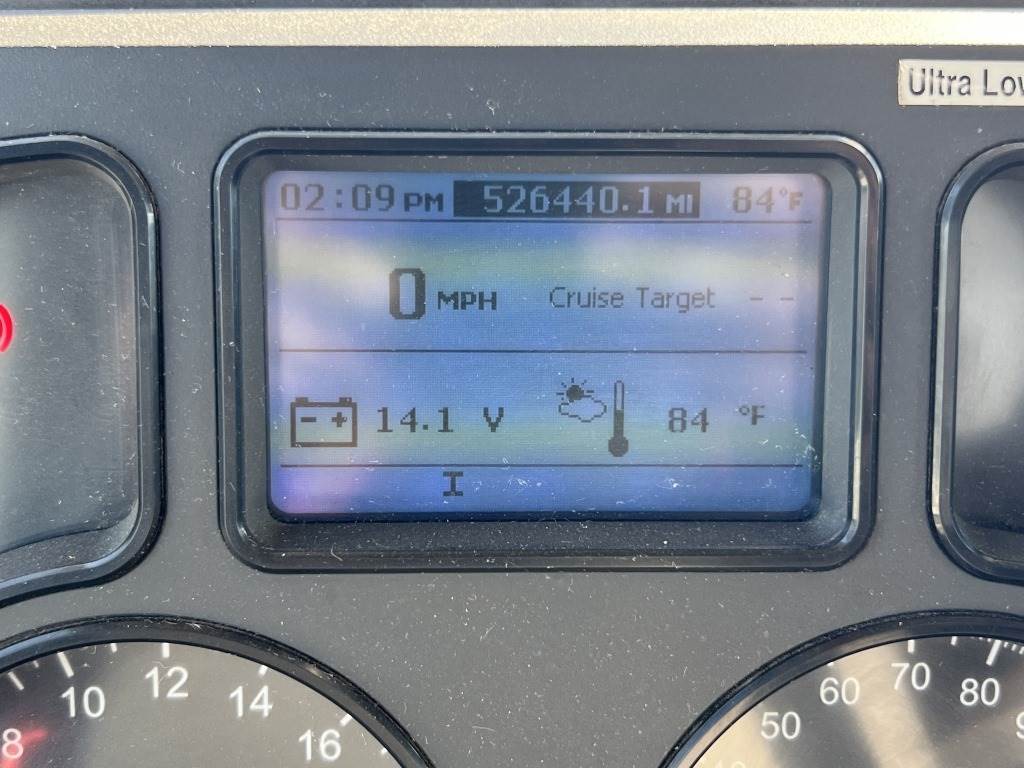 Ultra Low
02:09 PM 526440.1 MI 84°F
0 MPH Cruise Target --
- + 14.1 V 84 °F
I
8 10 12 14 16
50 60 70 80